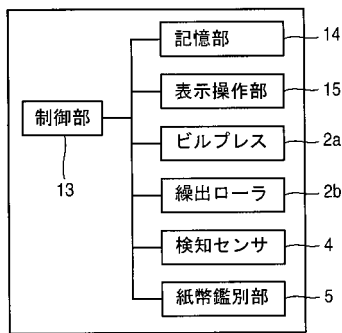 記憶部 14
表示操作部 15
制御部 13
ビルプレス 2a
繰出ローラ 2b
検知センサ 4
紙幣鑑別部 5